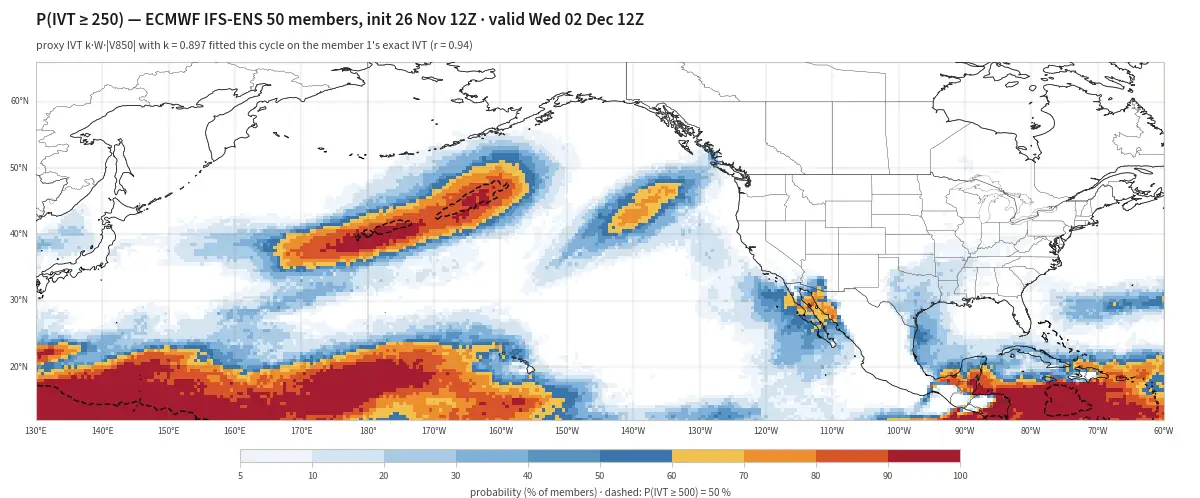 P(IVT ≥ 250) — ECMWF IFS-ENS 50 members, init 26 Nov 12Z · valid Wed 02 Dec 12Z
proxy IVT k·W·|V850| with k = 0.897 fitted this cycle on the member 1's exact IVT (r = 0.94)
60°N
50°N
40°N
30°N
20°N
130°E 140°E 150°E 160°E 170°E 180° 170°W 160°W 150°W 140°W 130°W 120°W 110°W 100°W 90°W 80°W 70°W 60°W
5 10 20 30 40 50 60 70 80 90 100
probability (% of members) · dashed: P(IVT ≥ 500) = 50 %